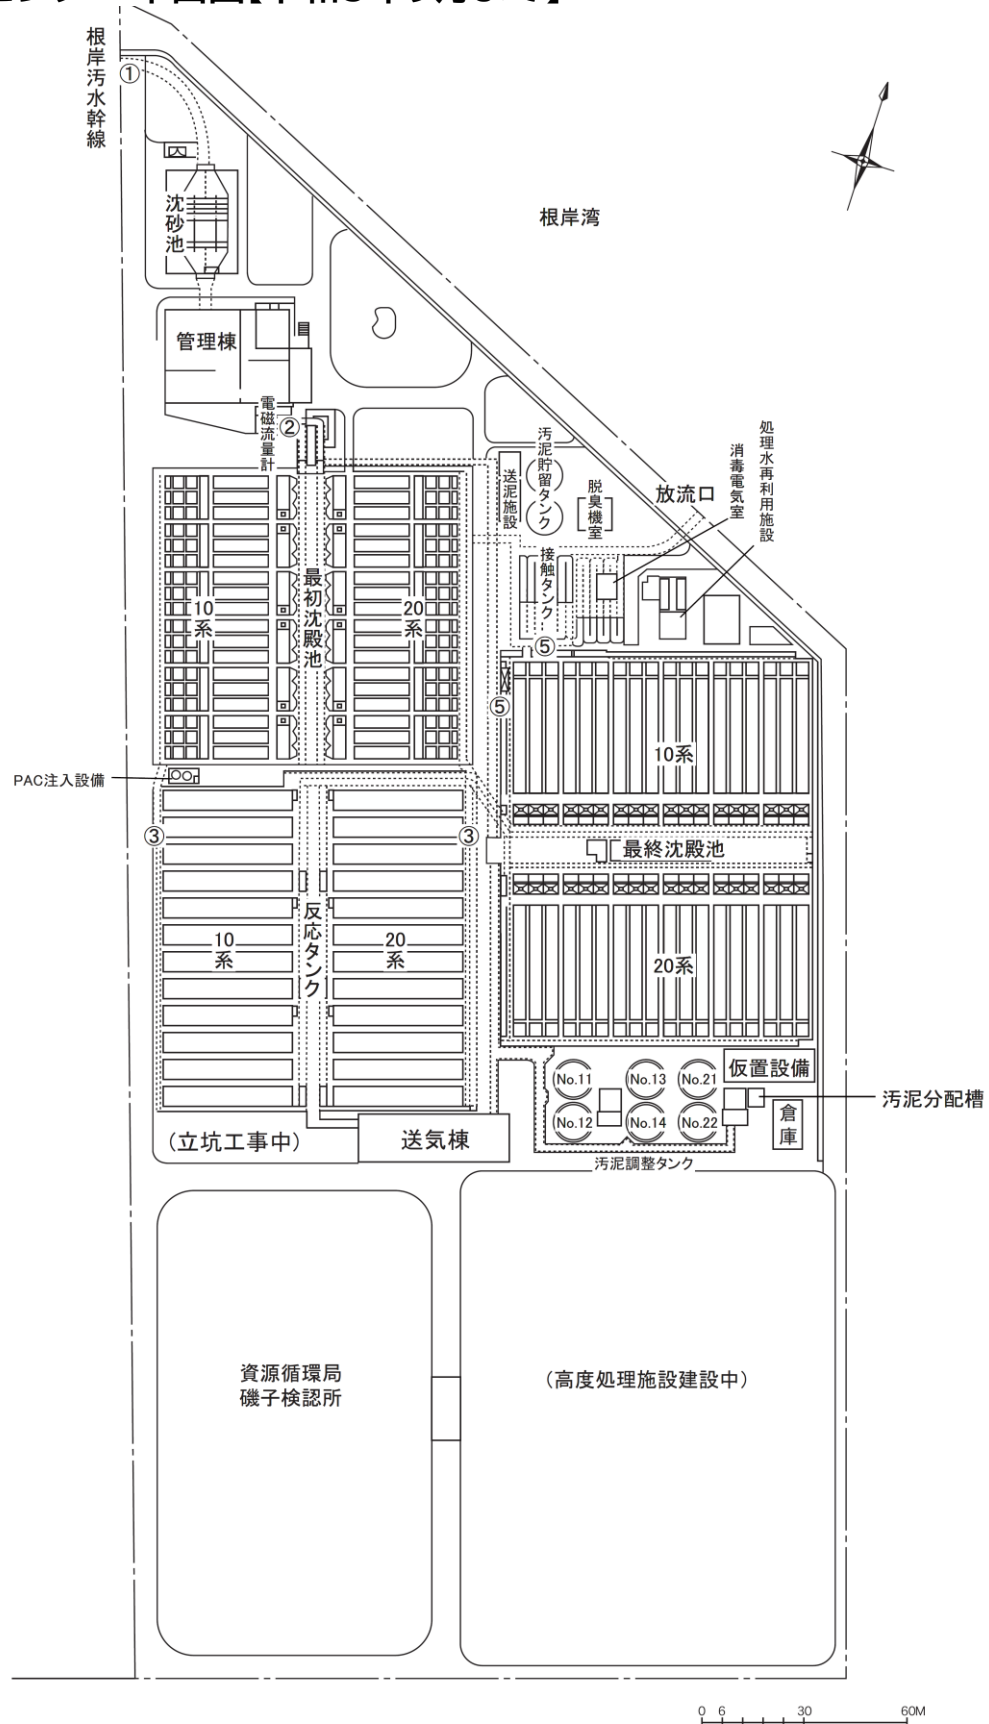 根岸汚水幹線
①
沈砂池
根岸湾
管理棟
電磁流量計
②
汚泥貯留タンク
送泥施設
脱臭機室
放流口
消毒電気室
処理水再利用施設
接触タンク
⑤
⑤
10系
最初沈殿池
20系
10系
PAC注入設備
③
③
最終沈殿池
反応タンク
10系
20系
20系
仮置設備
No.11
No.13
No.21
No.12
No.14
No.22
汚泥分配槽
倉庫
(立坑工事中)
送気棟
汚泥調整タンク
資源循環局
磯子検認所
(高度処理施設建設中)
0 6 30 60M